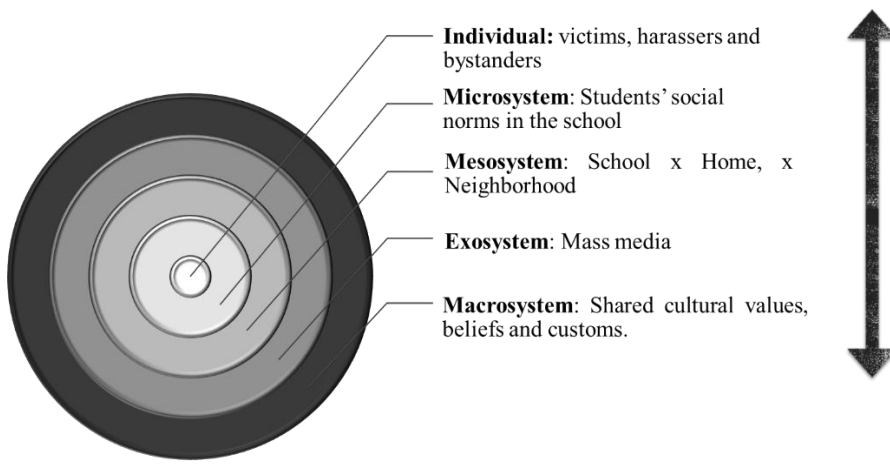 Individual: victims, harassers and
bystanders
Microsystem: Students' social
norms in the school
Mesosystem: School x Home, x
Neighborhood
Exosystem: Mass media
Macrosystem: Shared cultural values,
beliefs and customs.